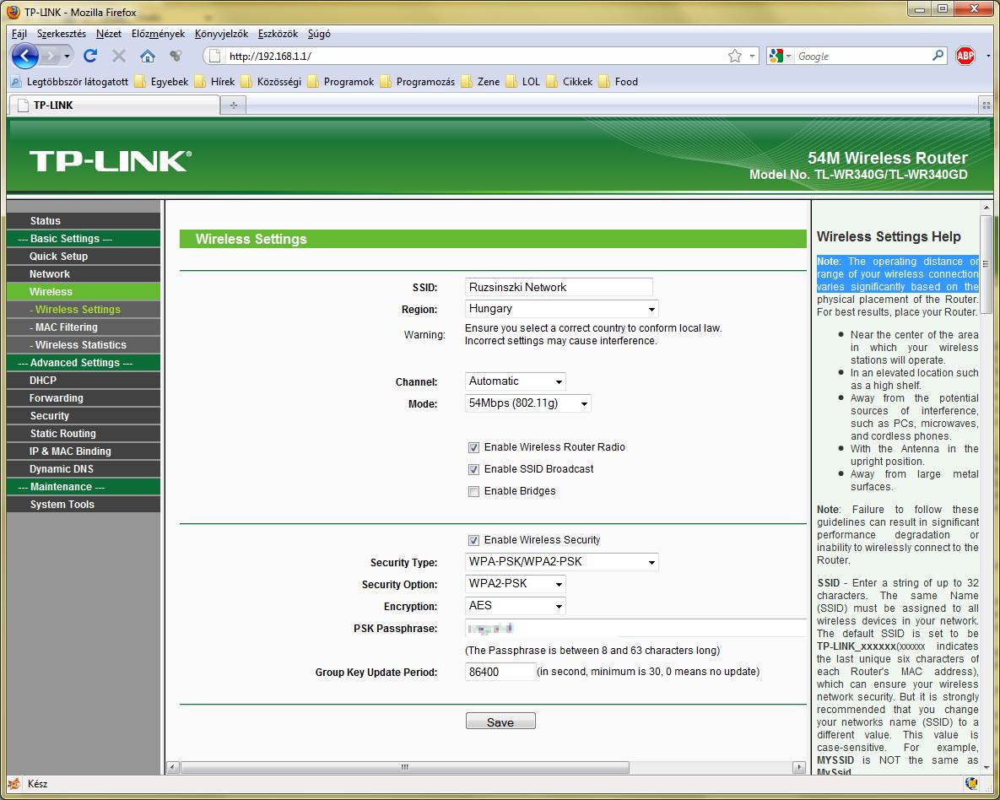 TP-LINK - Mozilla Firefox
Fájl Szerkesztés Nézet Előzmények Könyvjelzők Eszközök Súgó
http://192.168.1.1/
Google
ABP
Legtöbbször látogatott Egyebek Hírek Közösségi Programok Programozás Zene LOL Cikkek Food
TP-LINK
TP-LINK®
54M Wireless Router
Model No. TL-WR340G/TL-WR340GD
Status
--- Basic Settings ---
Quick Setup
Network
Wireless
- Wireless Settings
- MAC Filtering
- Wireless Statistics
--- Advanced Settings ---
DHCP
Forwarding
Security
Static Routing
IP & MAC Binding
Dynamic DNS
--- Maintenance ---
System Tools
Wireless Settings
SSID: Ruzsinszki Network
Region: Hungary
Warning: Ensure you select a correct country to conform local law.
Incorrect settings may cause interference.
Channel: Automatic
Mode: 54Mbps (802.11g)
Enable Wireless Router Radio
Enable SSID Broadcast
Enable Bridges
Enable Wireless Security
Security Type: WPA-PSK/WPA2-PSK
Security Option: WPA2-PSK
Encryption: AES
PSK Passphrase:
(The Passphrase is between 8 and 63 characters long)
Group Key Update Period: 86400 (in second, minimum is 30, 0 means no update)
Save
Wireless Settings Help
Note: The operating distance or
range of your wireless connection
varies significantly based on the
physical placement of the Router.
For best results, place your Router.
Near the center of the area
in which your wireless
stations will operate.
In an elevated location such
as a high shelf.
Away from the potential
sources of interference,
such as PCs, microwaves,
and cordless phones.
With the Antenna in the
upright position.
Away from large metal
surfaces.
Note: Failure to follow these
guidelines can result in significant
performance degradation or
inability to wirelessly connect to the
Router.
SSID - Enter a string of up to 32
characters. The same Name
(SSID) must be assigned to all
wireless devices in your network.
The default SSID is set to be
TP-LINK_xxxxxx(xxxxxx indicates
the last unique six characters of
each Router's MAC address),
which can ensure your wireless
network security. But it is strongly
recommended that you change
your networks name (SSID) to a
different value. This value is
case-sensitive. For example,
MYSSID is NOT the same as
MySsid
Kész